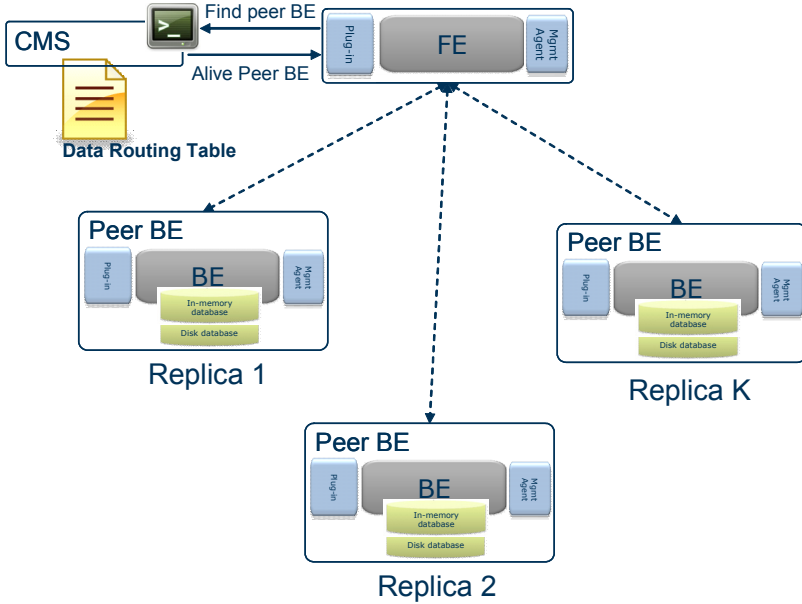 Find peer BE
CMS
>_
Plug-in
FE
Mgmt
Agent
Alive Peer BE
Data Routing Table
Peer BE
Plug-in
BE
Mgmt
Agent
In-memory
database
Disk database
Replica 1
Peer BE
Plug-in
BE
Mgmt
Agent
In-memory
database
Disk database
Replica K
Peer BE
Plug-in
BE
Mgmt
Agent
In-memory
database
Disk database
Replica 2